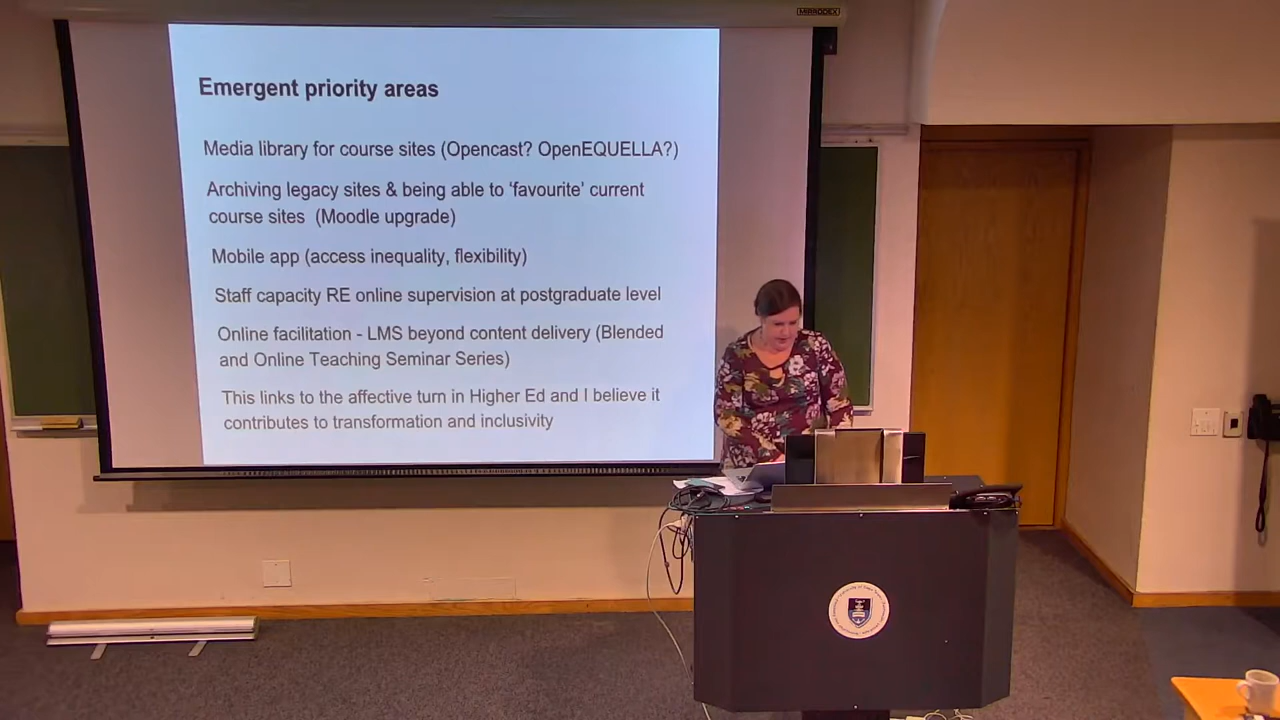 Emergent priority areas
Media library for course sites (Opencast? OpenEQUELLA?)
Archiving legacy sites & being able to ‘favourite’ current
course sites (Moodle upgrade)
Mobile app (access inequality, flexibility)
Staff capacity RE online supervision at postgraduate level
Online facilitation - LMS beyond content delivery (Blended
and Online Teaching Seminar Series)
This links to the affective turn in Higher Ed and I believe it
contributes to transformation and inclusivity